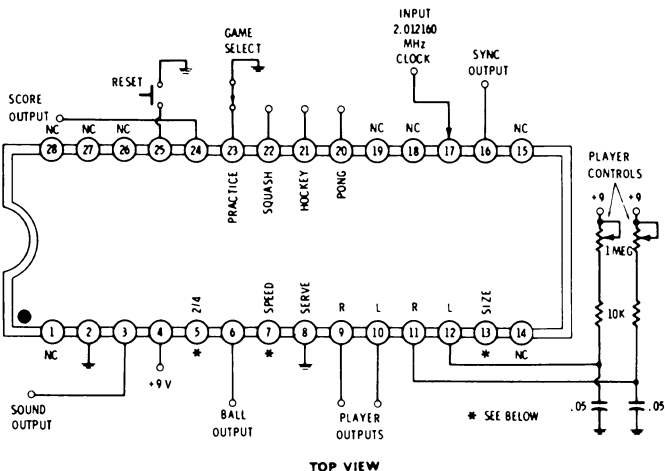 INPUT
2.012160
MHz
CLOCK
GAME
SELECT
SYNC
OUTPUT
RESET
SCORE
OUTPUT
NC NC NC NC NC NC
28 27 26 25 24 23 22 21 20 19 18 17 16 15
PLAYER
CONTROLS
PRACTICE
SQUASH
HOCKEY
PONG
+9 +9
1 MEG
10K
2/4
SPEED
SERVE
R L R L
SIZE
1 2 3 4 5 6 7 8 9 10 11 12 13 14
NC * * * NC
+9 V
SOUND
OUTPUT
BALL
OUTPUT
PLAYER
OUTPUTS
* SEE BELOW
.05 .05
TOP VIEW